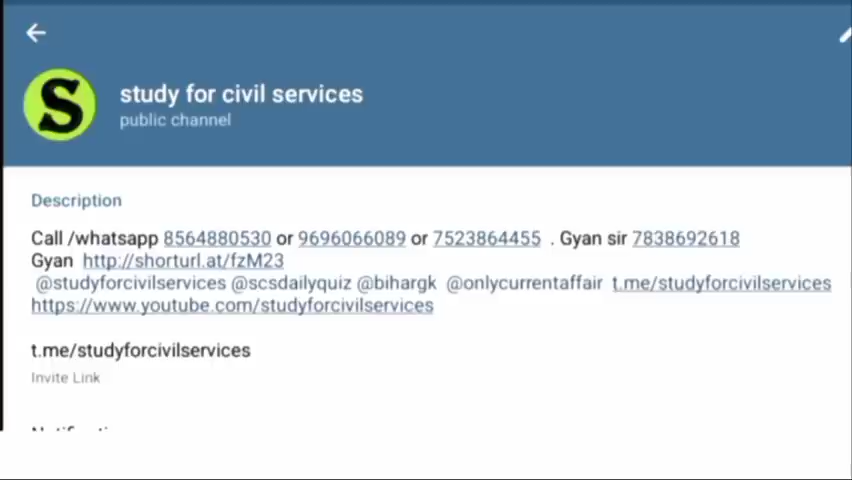 S
study for civil services
public channel
Description
Call /whatsapp 8564880530 or 9696066089 or 7523864455 . Gyan sir 7838692618
Gyan http://shorturl.at/fzM23
@studyforcivilservices @scsdailyquiz @bihargk @onlycurrentaffair t.me/studyforcivilservices
https://www.youtube.com/studyforcivilservices
t.me/studyforcivilservices
Invite Link